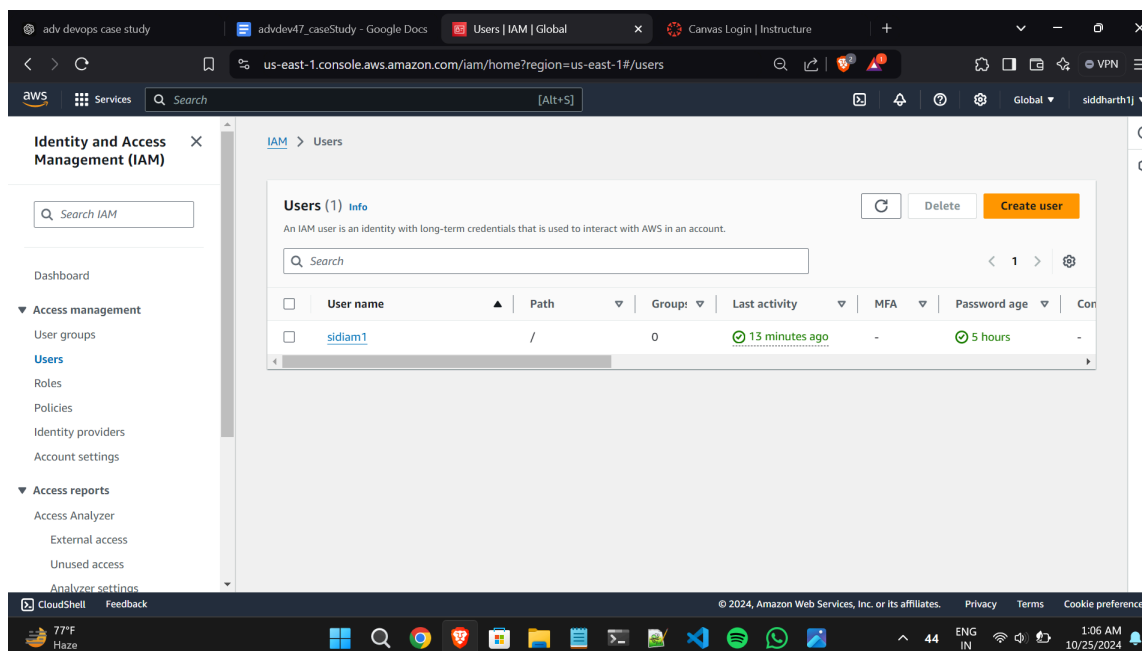 adv devops case study
advdev47_caseStudy - Google Docs
Users | IAM | Global
Canvas Login | Instructure
us-east-1.console.aws.amazon.com/iam/home?region=us-east-1#/users
2
1
VPN
aws
Services
Search
[Alt+S]
Global
siddharth1j
Identity and Access
Management (IAM)
Search IAM
Dashboard
Access management
User groups
Users
Roles
Policies
Identity providers
Account settings
Access reports
Access Analyzer
External access
Unused access
Analyzer settings
IAM > Users
Users (1) Info
Delete
Create user
An IAM user is an identity with long-term credentials that is used to interact with AWS in an account.
Search
1
User name
Path
Groups
Last activity
MFA
Password age
Con
sidiam1
/
0
13 minutes ago
-
5 hours
-
CloudShell
Feedback
© 2024, Amazon Web Services, Inc. or its affiliates.
Privacy
Terms
Cookie preference
77°F
Haze
44
ENG
IN
1:06 AM
10/25/2024